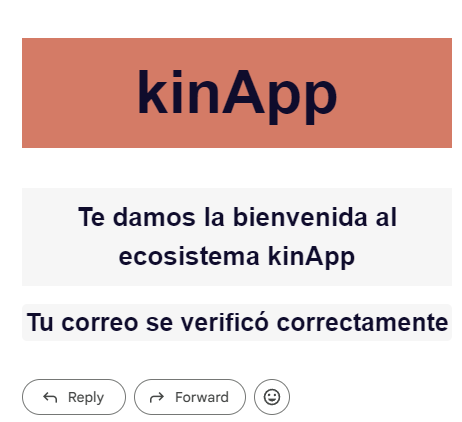 kinApp
Te damos la bienvenida al
ecosistema kinApp
Tu correo se verificó correctamente
Reply
Forward